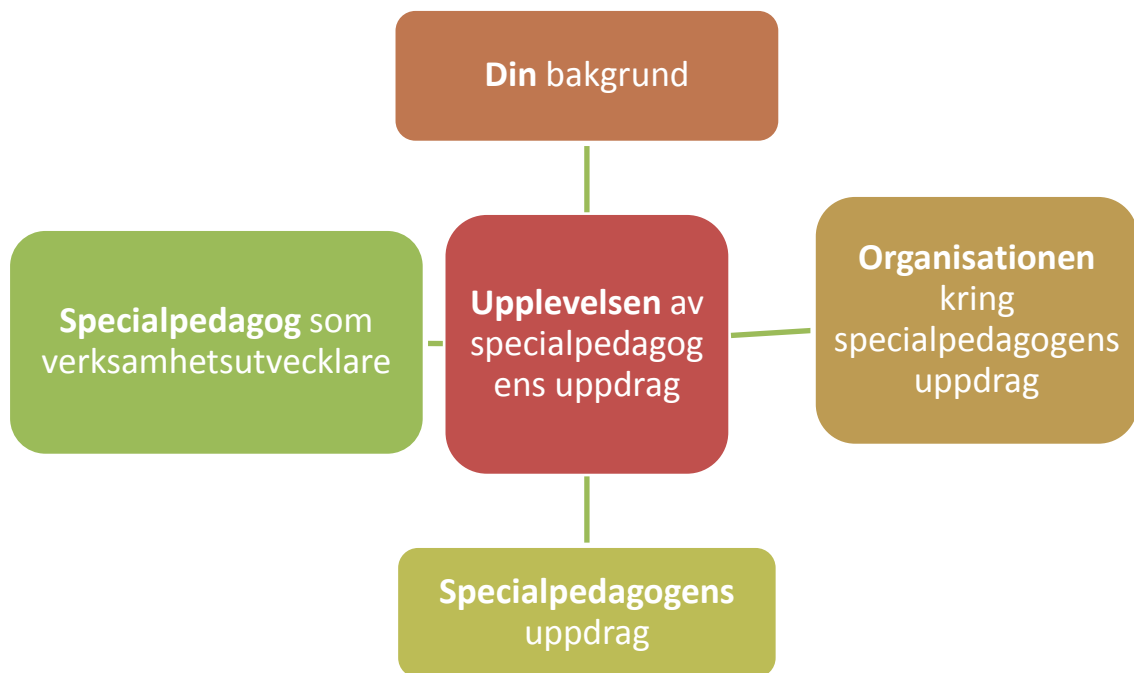 Din bakgrund
Specialpedagog som
verksamhetsutvecklare
Upplevelsen av
specialpedagog
ens uppdrag
Organisationen
kring
specialpedagogens
uppdrag
Specialpedagogens
uppdrag